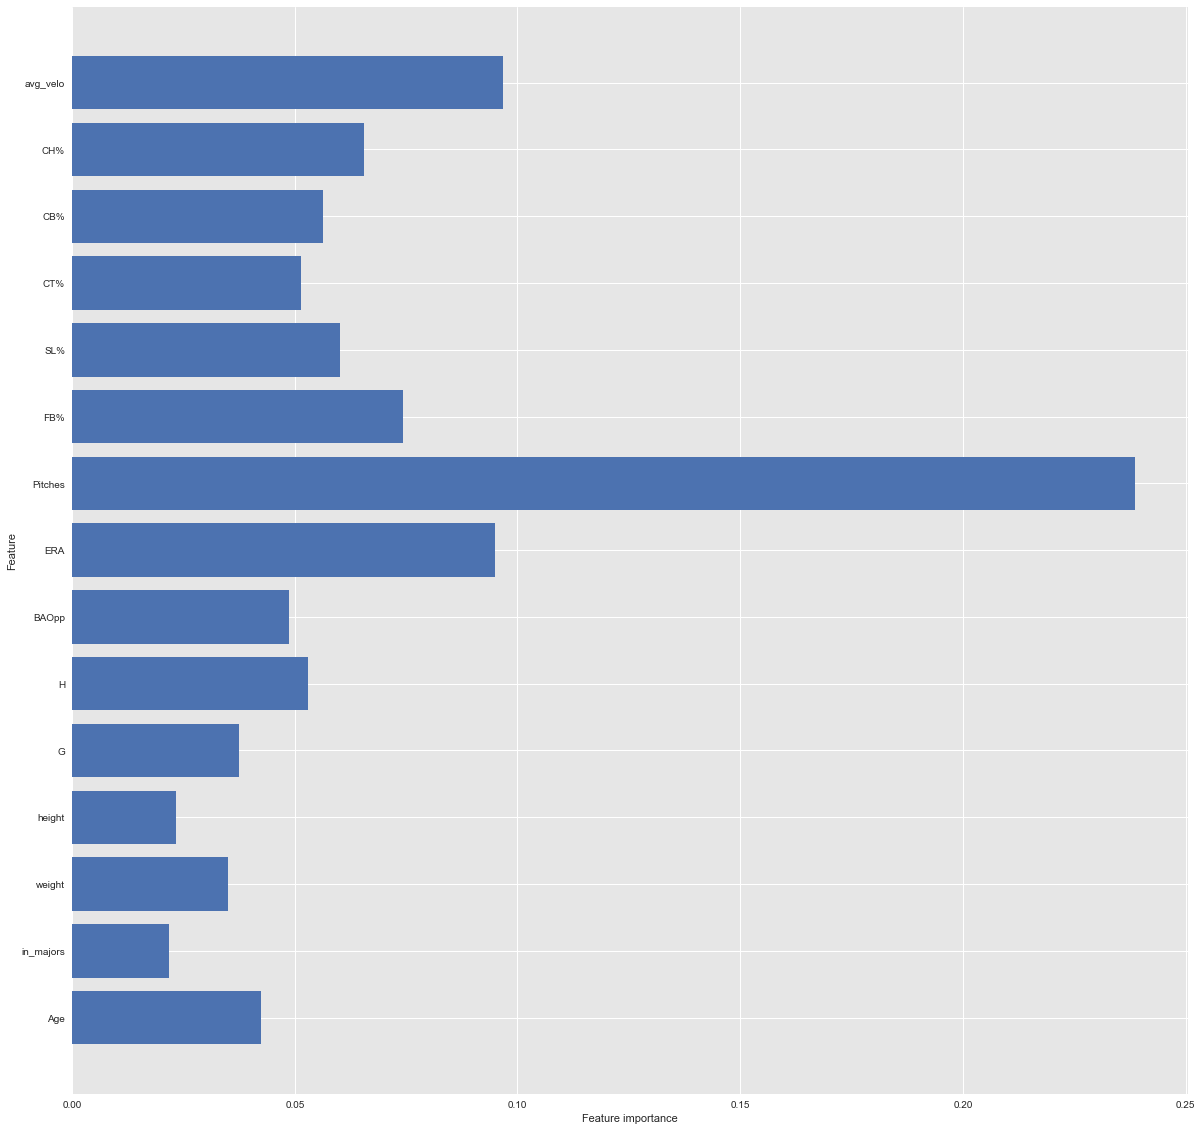 avg_velo
CH%
CB%
CT%
SL%
FB%
Pitches
ERA
BAOpp
H
G
height
weight
in_majors
Age
Feature
0.00 0.05 0.10 0.15 0.20 0.25
Feature importance